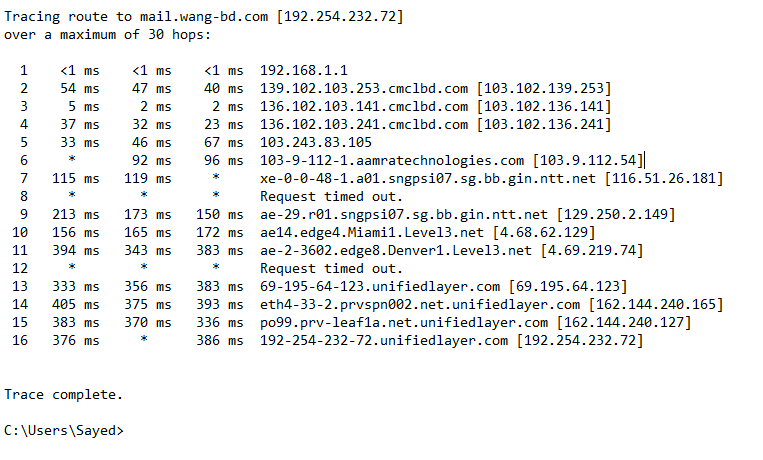 Tracing route to mail.wang-bd.com [192.254.232.72]
over a maximum of 30 hops:
1 <1 ms <1 ms <1 ms 192.168.1.1
2 54 ms 47 ms 40 ms 139.102.103.253.cmclbd.com [103.102.139.253]
3 5 ms 2 ms 2 ms 136.102.103.141.cmclbd.com [103.102.136.141]
4 37 ms 32 ms 23 ms 136.102.103.241.cmclbd.com [103.102.136.241]
5 33 ms 46 ms 67 ms 103.243.83.105
6 * 92 ms 96 ms 103-9-112-1.aamratechnologies.com [103.9.112.54]
7 115 ms 119 ms * xe-0-0-48-1.a01.sngpsi07.sg.bb.gin.ntt.net [116.51.26.181]
8 * * * Request timed out.
9 213 ms 173 ms 150 ms ae-29.r01.sngpsi07.sg.bb.gin.ntt.net [129.250.2.149]
10 156 ms 165 ms 172 ms ae14.edge4.Miami1.Level3.net [4.68.62.129]
11 394 ms 343 ms 383 ms ae-2-3602.edge8.Denver1.Level3.net [4.69.219.74]
12 * * * Request timed out.
13 333 ms 356 ms 383 ms 69-195-64-123.unifiedlayer.com [69.195.64.123]
14 405 ms 375 ms 393 ms eth4-33-2.prvspn002.net.unifiedlayer.com [162.144.240.165]
15 383 ms 370 ms 336 ms po99.prv-leaf1a.net.unifiedlayer.com [162.144.240.127]
16 376 ms * 386 ms 192-254-232-72.unifiedlayer.com [192.254.232.72]
Trace complete.
C:\Users\Sayed>